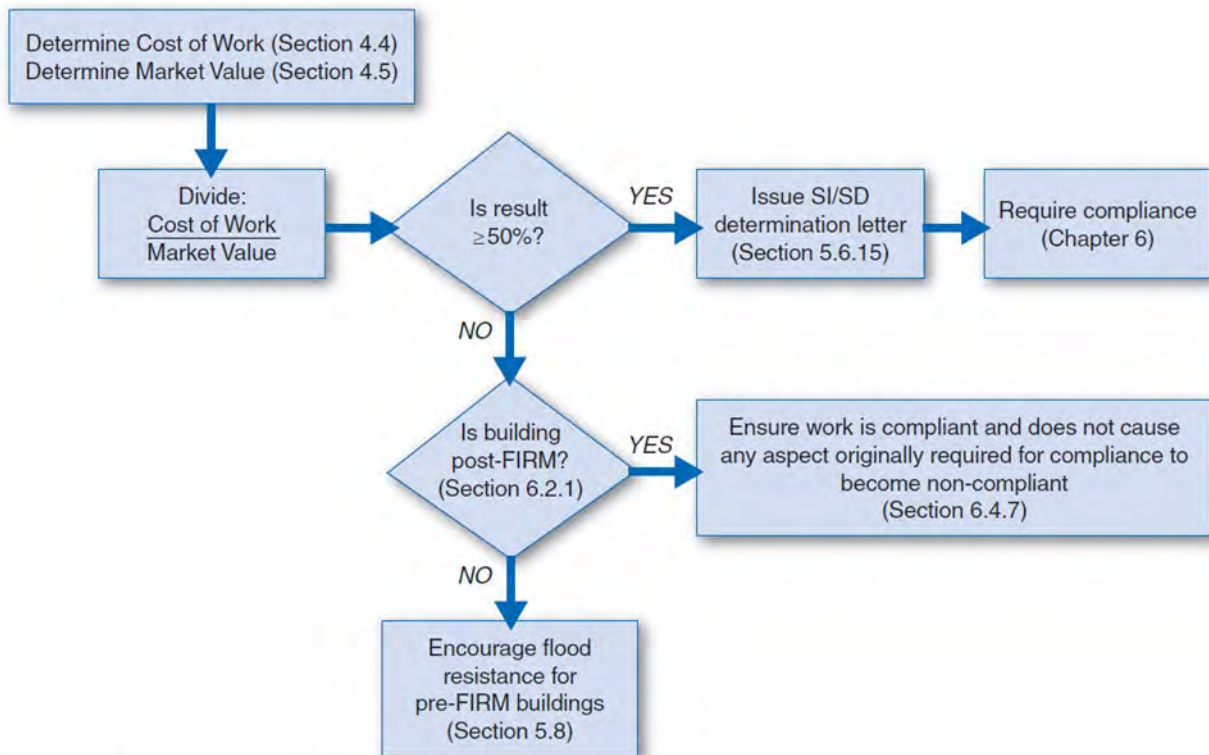 Determine Cost of Work (Section 4.4)
Determine Market Value (Section 4.5)
Divide:
Cost of Work
Market Value
Is result
≥50%?
YES
Issue SI/SD
determination letter
(Section 5.6.15)
Require compliance
(Chapter 6)
NO
Is building
post-FIRM?
(Section 6.2.1)
YES
Ensure work is compliant and does not cause
any aspect originally required for compliance to
become non-compliant
(Section 6.4.7)
NO
Encourage flood
resistance for
pre-FIRM buildings
(Section 5.8)